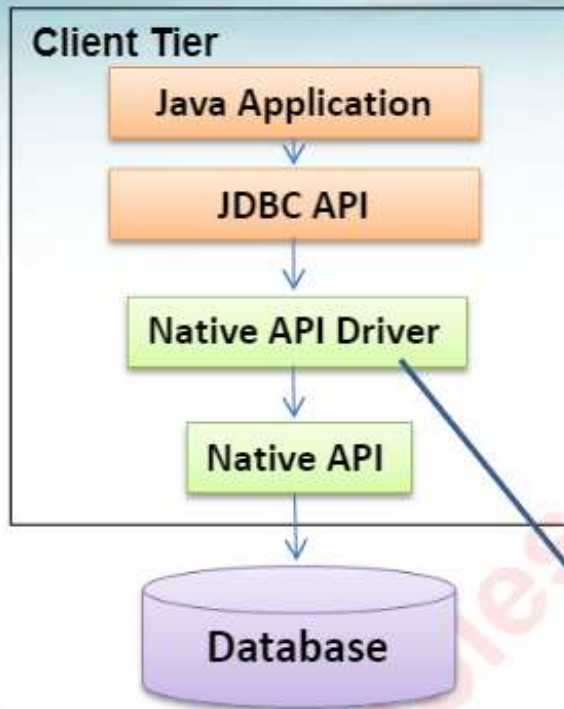 Client Tier
Java Application
JDBC API
Native API Driver
Native API
Database